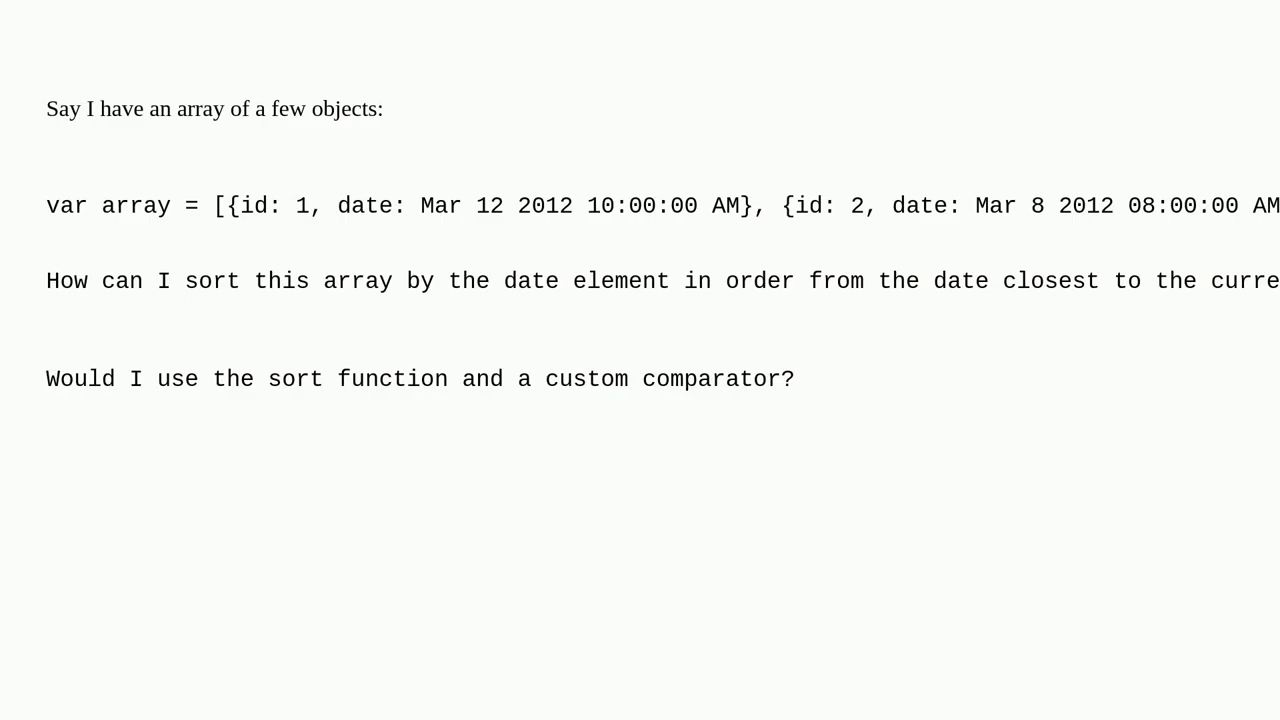 Say I have an array of a few objects:
var array = [{id: 1, date: Mar 12 2012 10:00:00 AM}, {id: 2, date: Mar 8 2012 08:00:00 AM
How can I sort this array by the date element in order from the date closest to the
Would I use the sort function and a custom comparator?